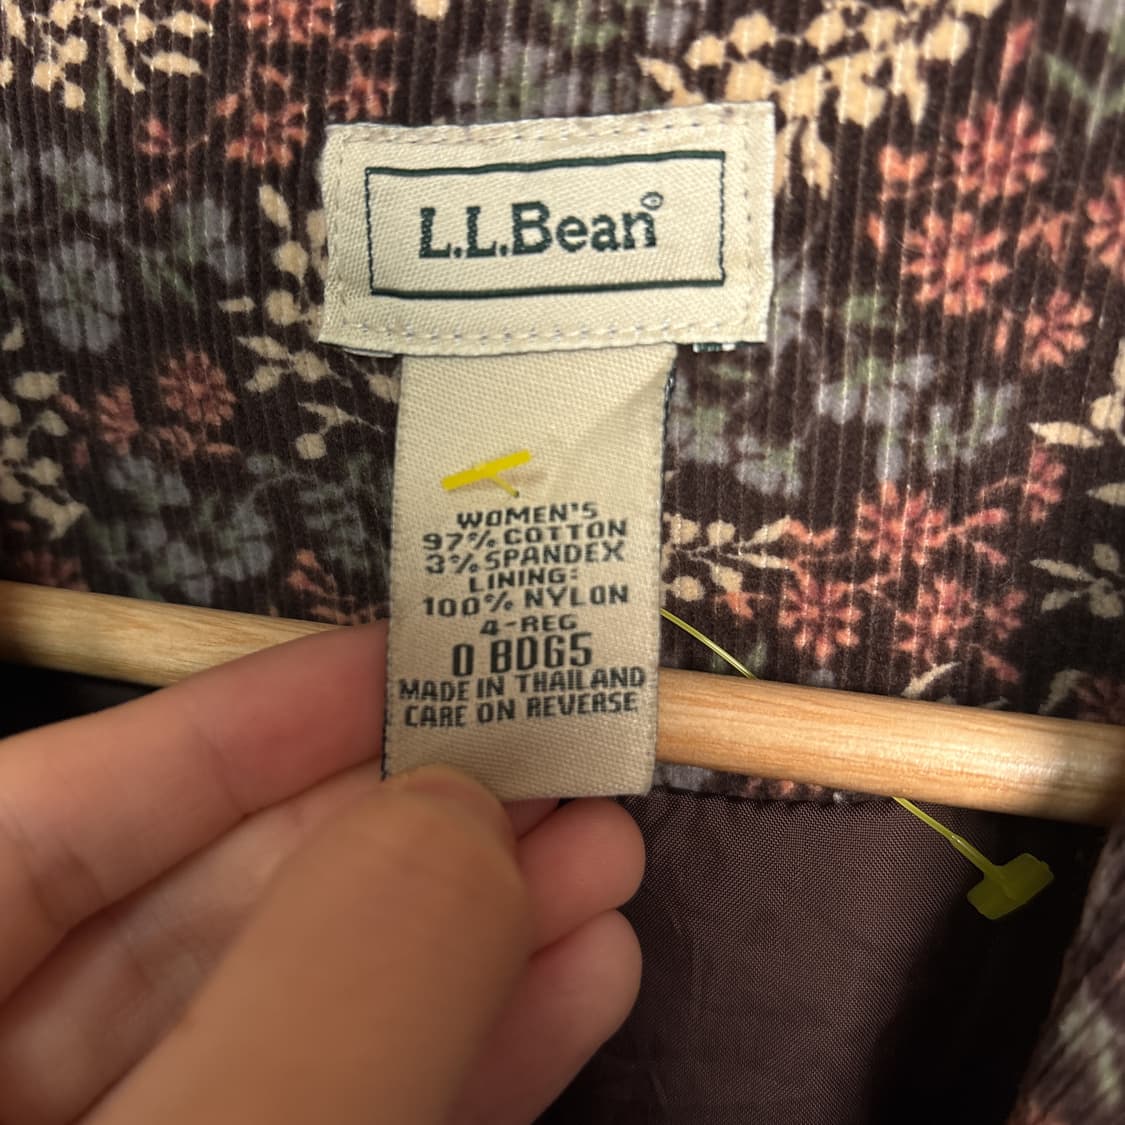 L.L.Bean®
WOMEN'S
97% COTTON
3% SPANDEX
LINING:
100% NYLON
4-REG
0 BDG5
MADE IN THAILAND
CARE ON REVERSE